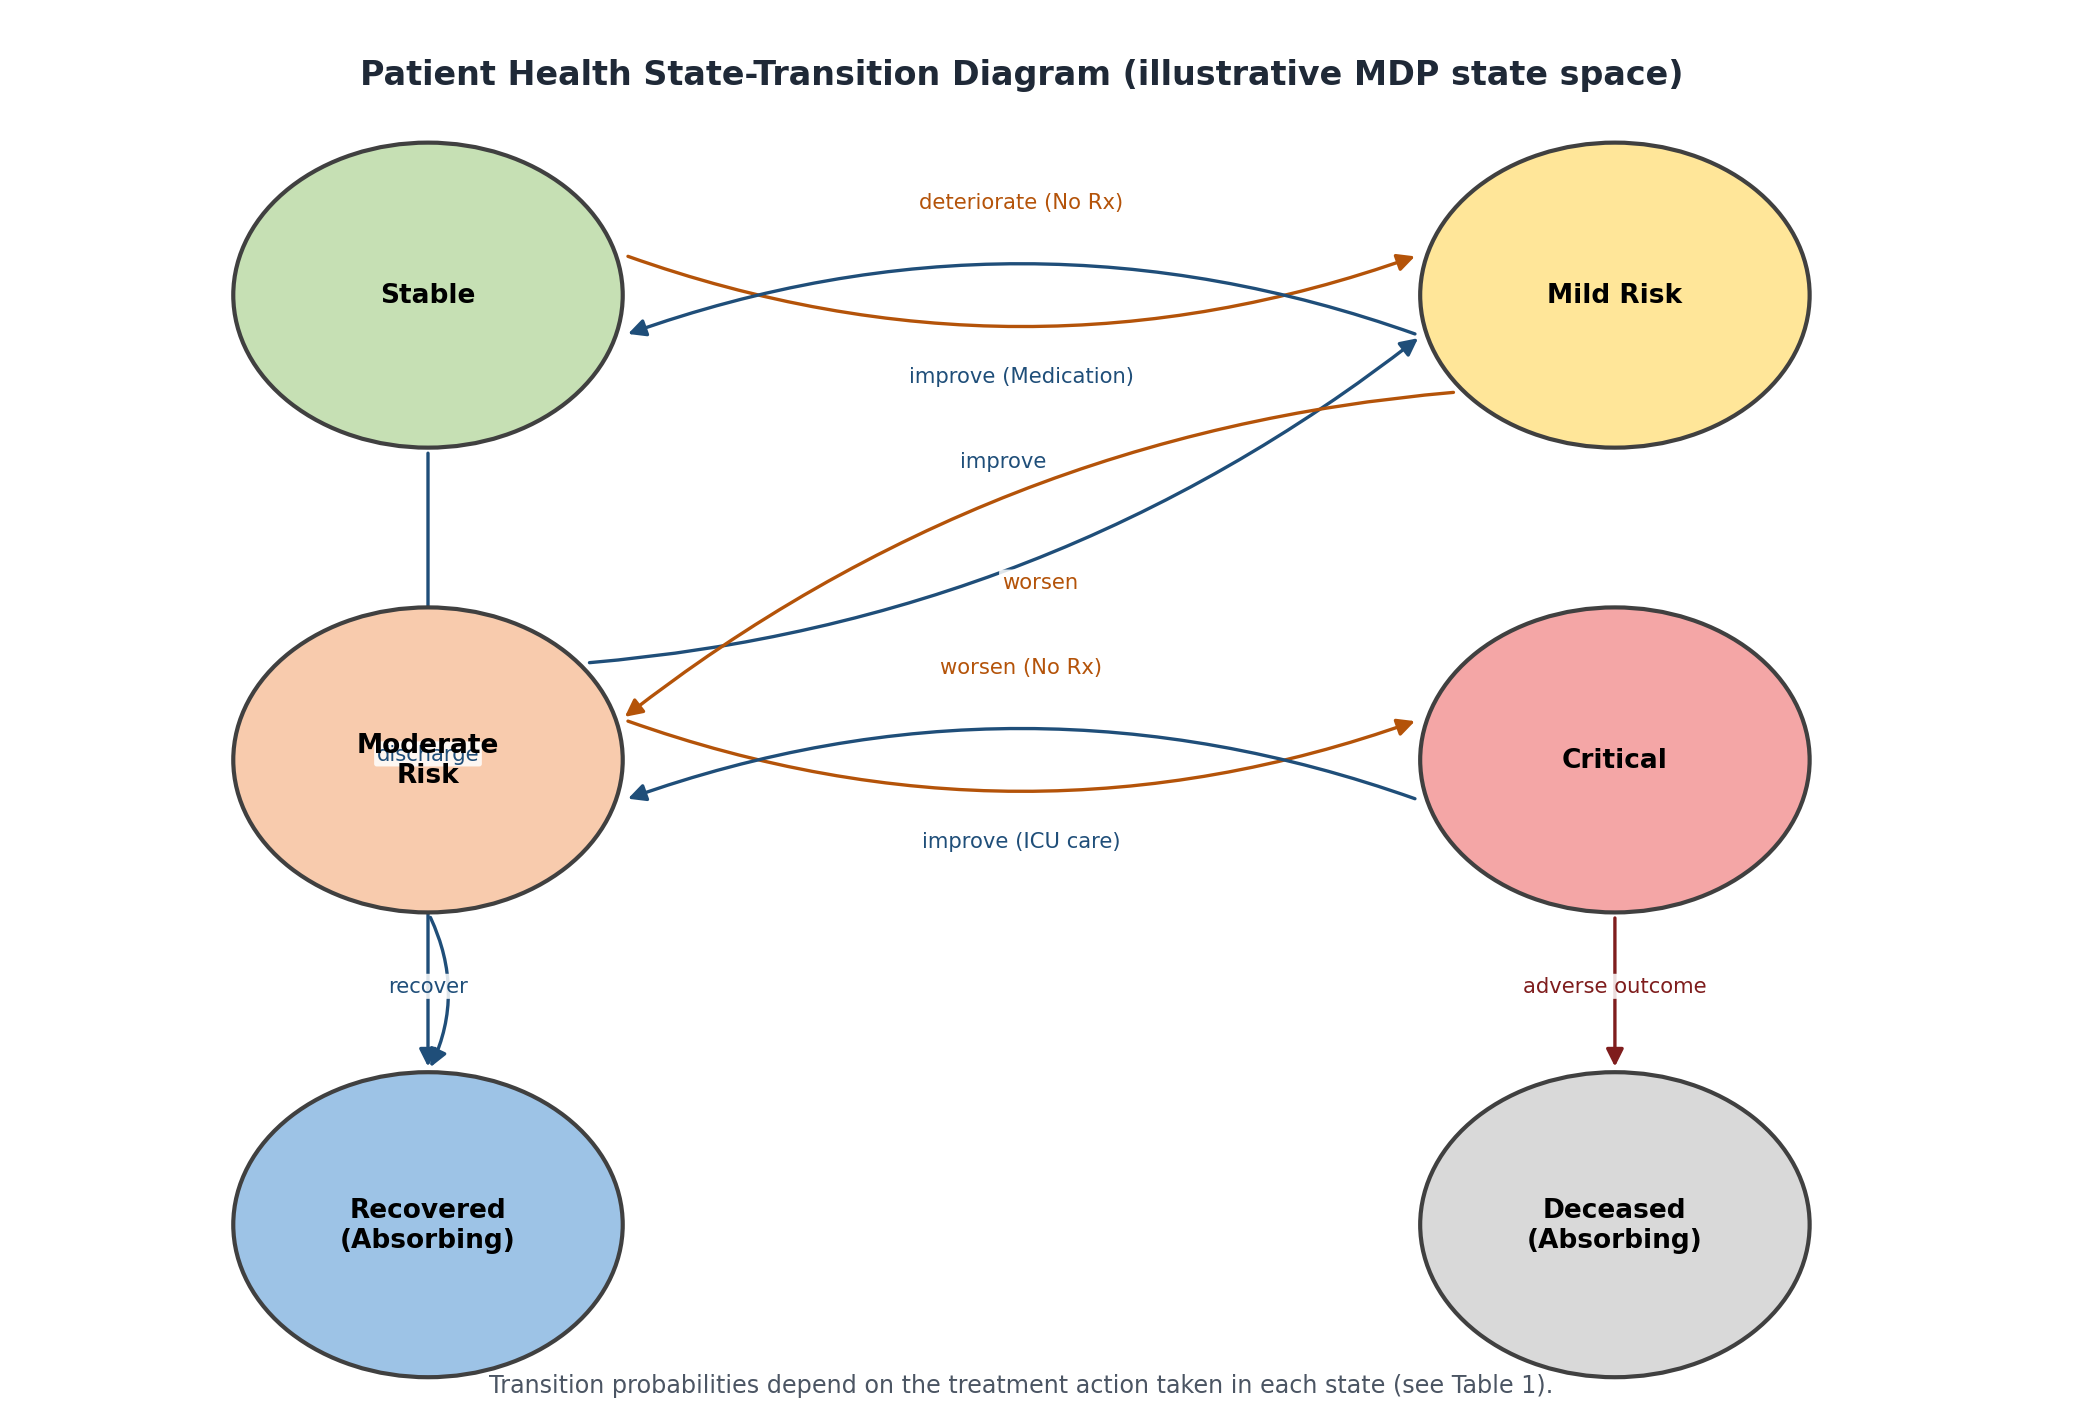 Patient Health State-Transition Diagram (illustrative MDP state space)
deteriorate (No Rx)
Stable
Mild Risk
improve (Medication)
improve
worsen
worsen (No Rx)
Moderate
discharge
Risk
Critical
improve (ICU care)
recover
adverse outcome
Recovered
(Absorbing)
Deceased
(Absorbing)
Transition probabilities depend on the treatment action taken in each state (see Table 1).